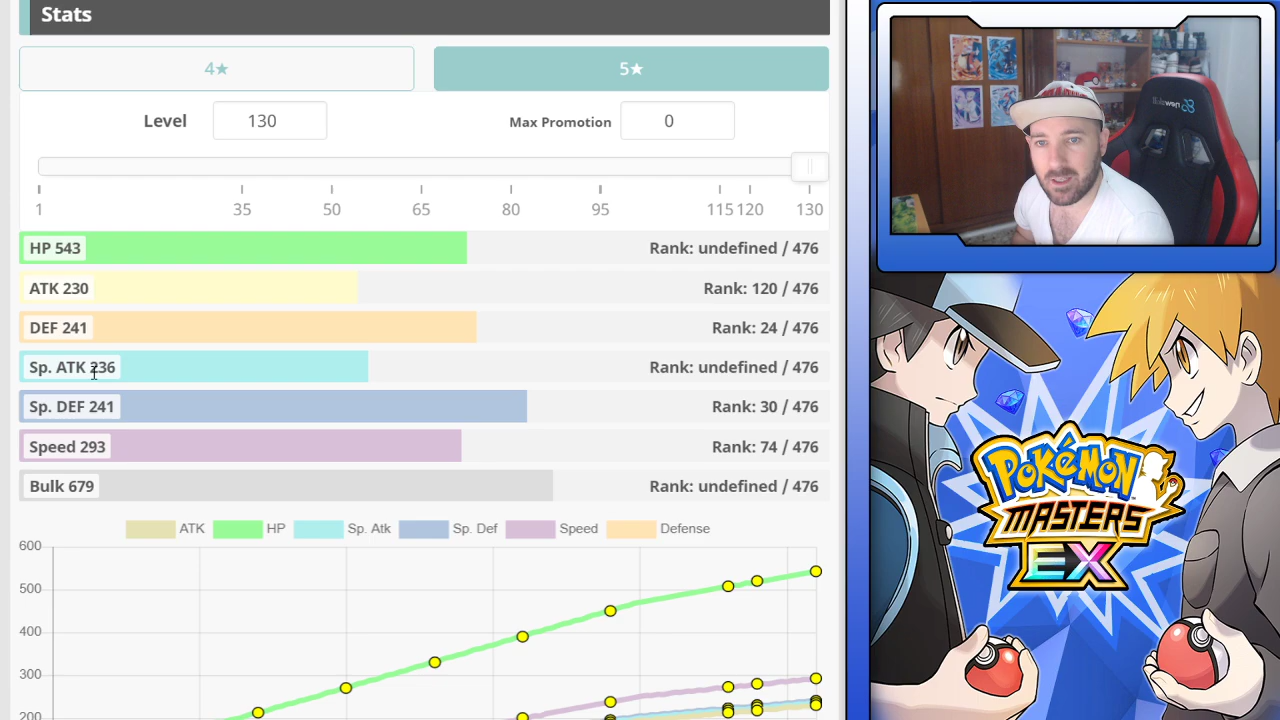 Stats
4★
5★
Level
130
Max Promotion
0
1 35 50 65 80 95 115 120 130
HP 543 Rank: undefined / 476
ATK 230 Rank: 120 / 476
DEF 241 Rank: 24 / 476
Sp. ATK 236 Rank: undefined / 476
Sp. DEF 241 Rank: 30 / 476
Speed 293 Rank: 74 / 476
Bulk 679 Rank: undefined / 476
ATK HP Sp. Atk Sp. Def Speed Defense
600
500
400
300
200
POKéMON
MASTERS
EX